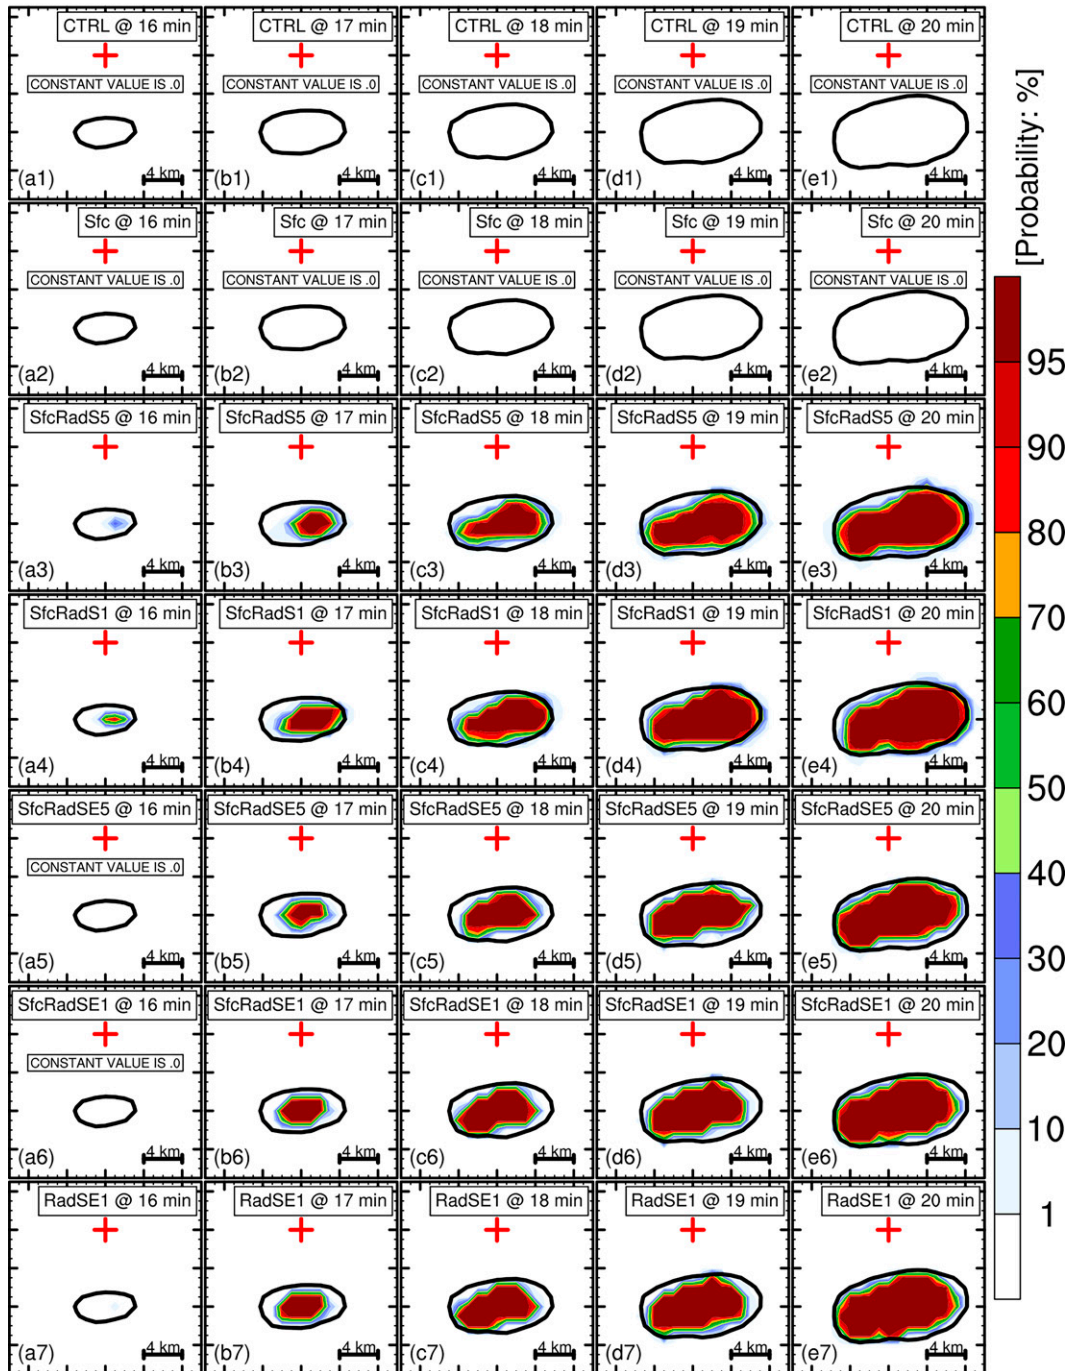 CTRL @ 16 min
CTRL @ 17 min
CTRL @ 18 min
CTRL @ 19 min
CTRL @ 20 min
CONSTANT VALUE IS .0
CONSTANT VALUE IS .0
CONSTANT VALUE IS .0
CONSTANT VALUE IS .0
CONSTANT VALUE IS .0
(a1) 4 km
(b1) 4 km
(c1) 4 km
(d1) 4 km
(e1) 4 km
Sfc @ 16 min
Sfc @ 17 min
Sfc @ 18 min
Sfc @ 19 min
Sfc @ 20 min
CONSTANT VALUE IS .0
CONSTANT VALUE IS .0
CONSTANT VALUE IS .0
CONSTANT VALUE IS .0
CONSTANT VALUE IS .0
(a2) 4 km
(b2) 4 km
(c2) 4 km
(d2) 4 km
(e2) 4 km
SfcRadS5 @ 16 min
SfcRadS5 @ 17 min
SfcRadS5 @ 18 min
SfcRadS5 @ 19 min
SfcRadS5 @ 20 min
(a3) 4 km
(b3) 4 km
(c3) 4 km
(d3) 4 km
(e3) 4 km
SfcRadS1 @ 16 min
SfcRadS1 @ 17 min
SfcRadS1 @ 18 min
SfcRadS1 @ 19 min
SfcRadS1 @ 20 min
(a4) 4 km
(b4) 4 km
(c4) 4 km
(d4) 4 km
(e4) 4 km
SfcRadSE5 @ 16 min
SfcRadSE5 @ 17 min
SfcRadSE5 @ 18 min
SfcRadSE5 @ 19 min
SfcRadSE5 @ 20 min
CONSTANT VALUE IS .0
(a5) 4 km
(b5) 4 km
(c5) 4 km
(d5) 4 km
(e5) 4 km
SfcRadSE1 @ 16 min
SfcRadSE1 @ 17 min
SfcRadSE1 @ 18 min
SfcRadSE1 @ 19 min
SfcRadSE1 @ 20 min
CONSTANT VALUE IS .0
(a6) 4 km
(b6) 4 km
(c6) 4 km
(d6) 4 km
(e6) 4 km
RadSE1 @ 16 min
RadSE1 @ 17 min
RadSE1 @ 18 min
RadSE1 @ 19 min
RadSE1 @ 20 min
(a7) 4 km
(b7) 4 km
(c7) 4 km
(d7) 4 km
(e7) 4 km
[Probability: %]
95
90
80
70
60
50
40
30
20
10
1